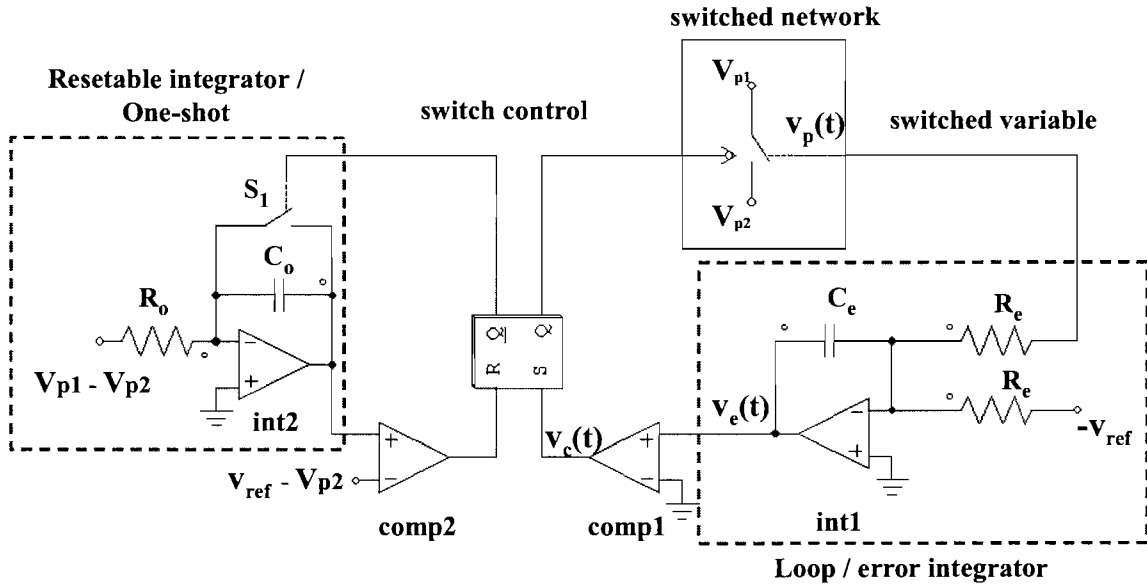 switched network
Resetable integrator /
One-shot
switch control
V_p1
v_p(t)
switched variable
V_p2
S_1
C_o
R_o
V_p1 - V_p2
-
+
int2
R Q
S Q
+
-
v_ref - V_p2
comp2
v_c(t)
+
-
comp1
v_e(t)
C_e
R_e
R_e
-v_ref
-
+
int1
Loop / error integrator